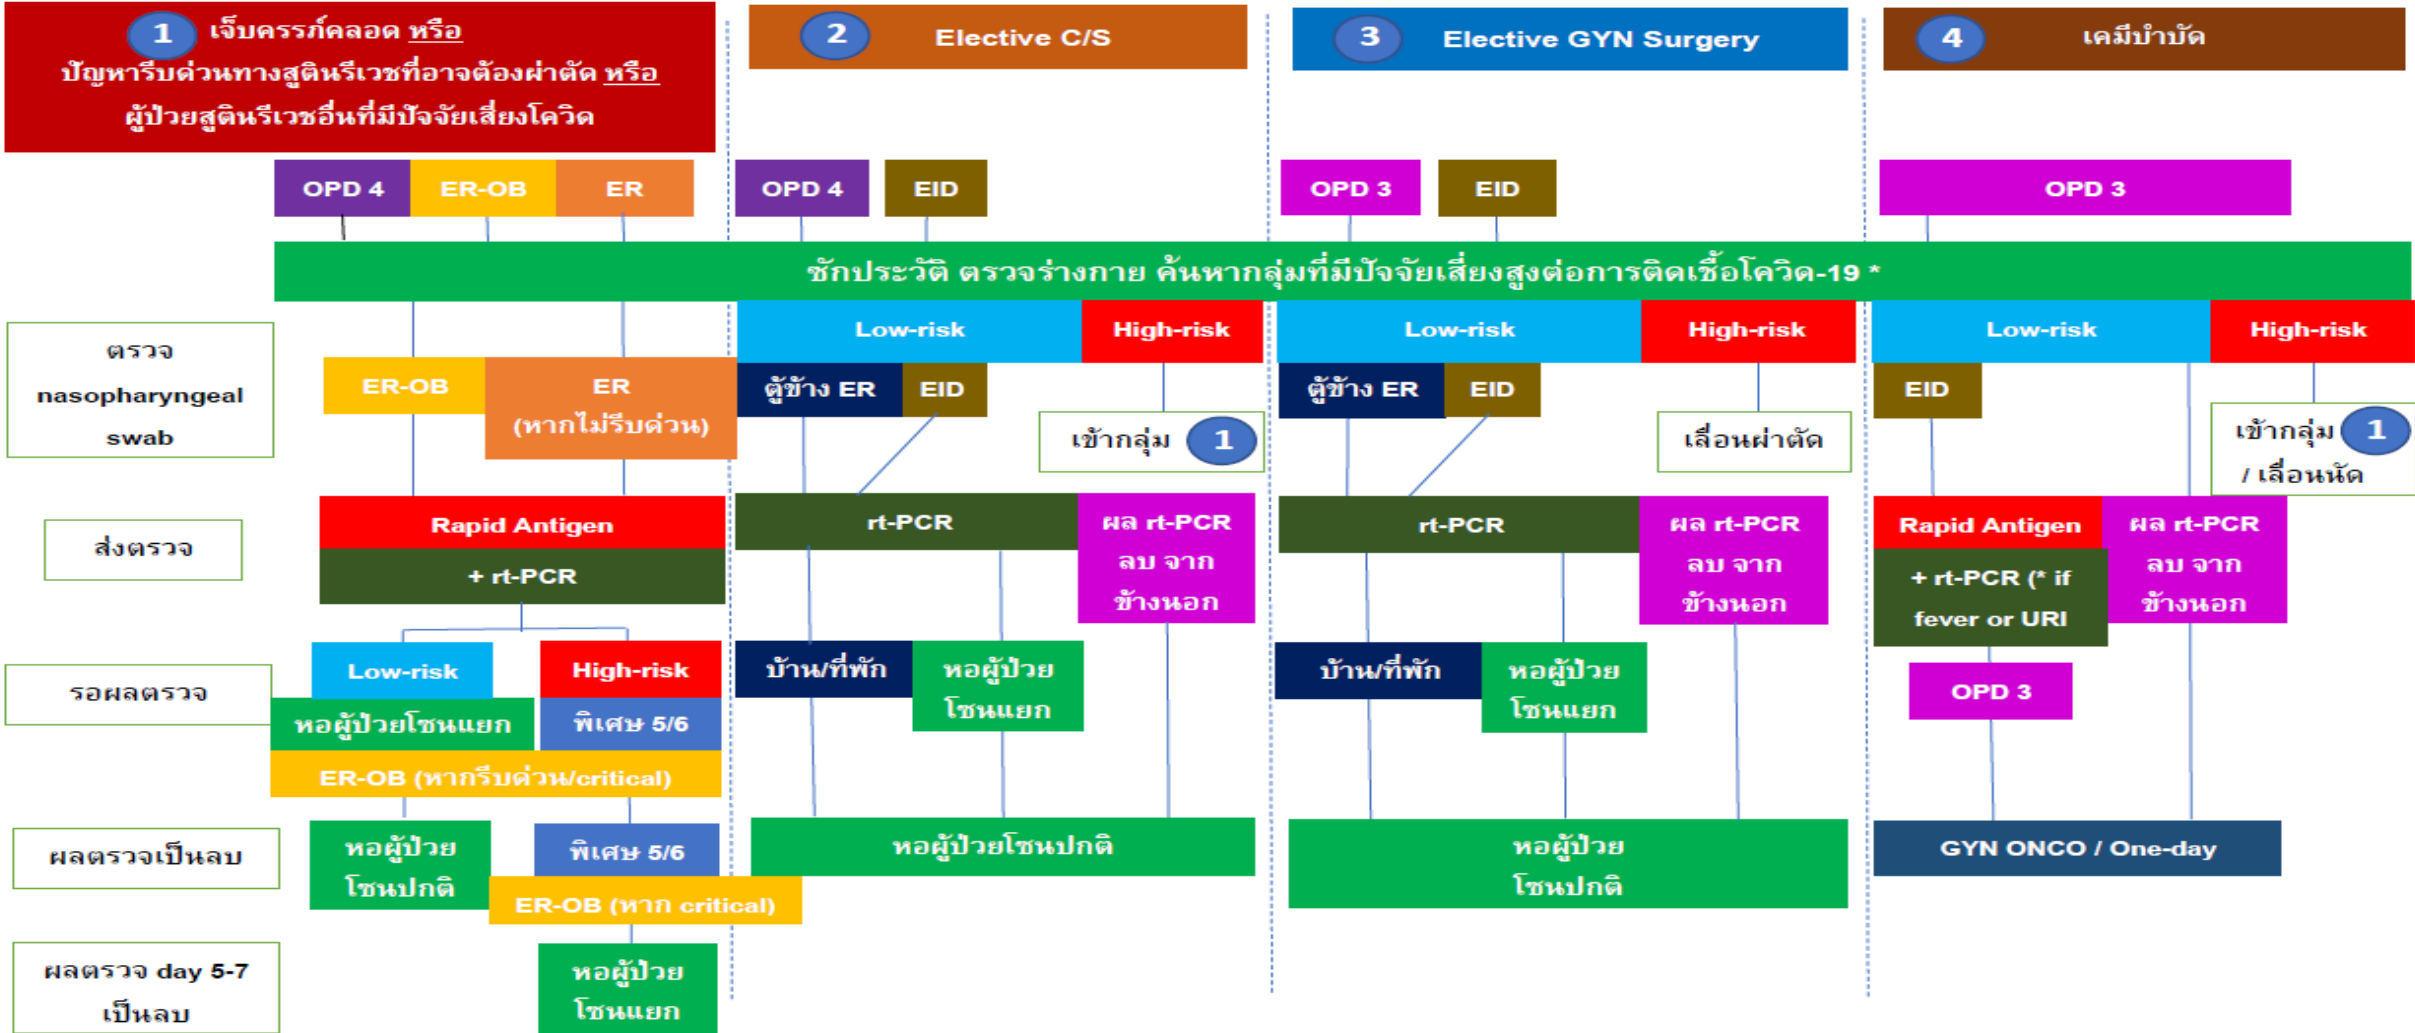 1
เจ็บครรภ์คลอด หรือ
ปัญหารีบด่วนทางสูตินรีเวชที่อาจต้องผ่าตัด หรือ
ผู้ป่วยสูตินรีเวชอื่นที่มีปัจจัยเสี่ยงโควิด
2
Elective C/S
3
Elective GYN Surgery
4
เคมีบำบัด
OPD 4
ER-OB
ER
OPD 4
EID
OPD 3
EID
OPD 3
ซักประวัติ ตรวจร่างกาย ค้นหากลุ่มที่มีปัจจัยเสี่ยงสูงต่อการติดเชื้อโควิด-19 *
Low-risk
High-risk
Low-risk
High-risk
Low-risk
High-risk
ตรวจ
nasopharyngeal
swab
ER-OB
ER
(หากไม่รีบด่วน)
ตู้ข้าง ER
EID
เข้ากลุ่ม 1
ตู้ข้าง ER
EID
เลื่อนผ่าตัด
EID
เข้ากลุ่ม 1
/ เลื่อนนัด
ส่งตรวจ
Rapid Antigen
+ rt-PCR
rt-PCR
ผล rt-PCR
ลบ จาก
ข้างนอก
rt-PCR
ผล rt-PCR
ลบ จาก
ข้างนอก
Rapid Antigen
+ rt-PCR (* if
fever or URI
ผล rt-PCR
ลบ จาก
ข้างนอก
รอผลตรวจ
Low-risk
High-risk
หอผู้ป่วยโซนแยก
พิเศษ 5/6
ER-OB (หากรีบด่วน/critical)
บ้าน/ที่พัก
หอผู้ป่วย
โซนแยก
บ้าน/ที่พัก
หอผู้ป่วย
โซนแยก
OPD 3
ผลตรวจเป็นลบ
หอผู้ป่วย
โซนปกติ
พิเศษ 5/6
ER-OB (หาก critical)
หอผู้ป่วยโซนปกติ
หอผู้ป่วย
โซนปกติ
GYN ONCO / One-day
ผลตรวจ day 5-7
เป็นลบ
หอผู้ป่วย
โซนแยก